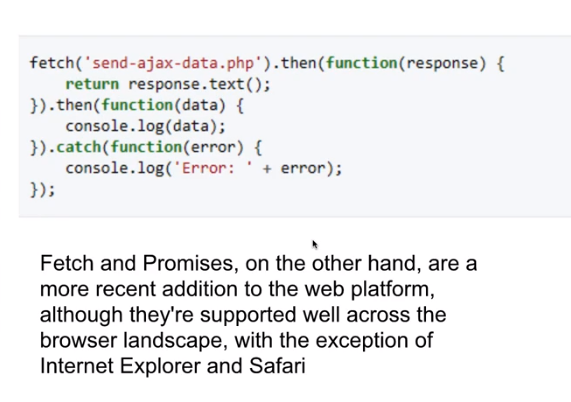 fetch('send-ajax-data.php').then(function(response) {
    return response.text();
}).then(function(data) {
    console.log(data);
}).catch(function(error) {
    console.log('Error: ' + error);
});
Fetch and Promises, on the other hand, are a
more recent addition to the web platform,
although they're supported well across the
browser landscape, with the exception of
Internet Explorer and Safari